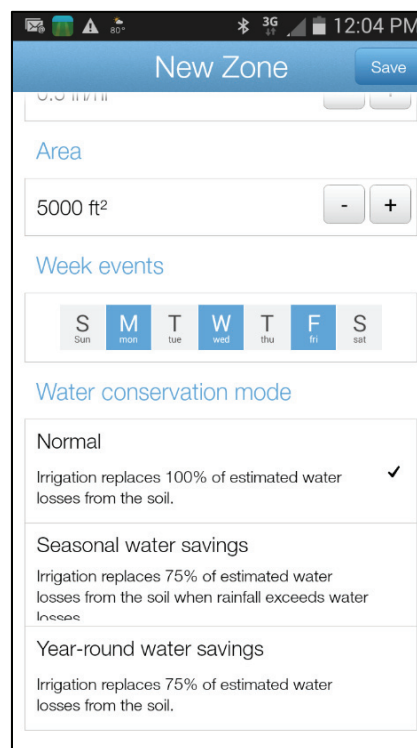 80°
3G
12:04 PM
New Zone
Save
Area
5000 ft²
-
+
Week events
S M T W T F S
Sun mon tue wed thu fri sat
Water conservation mode
Normal
Irrigation replaces 100% of estimated water
losses from the soil.
Seasonal water savings
Irrigation replaces 75% of estimated water
losses from the soil when rainfall exceeds water
losses
Year-round water savings
Irrigation replaces 75% of estimated water
losses from the soil.